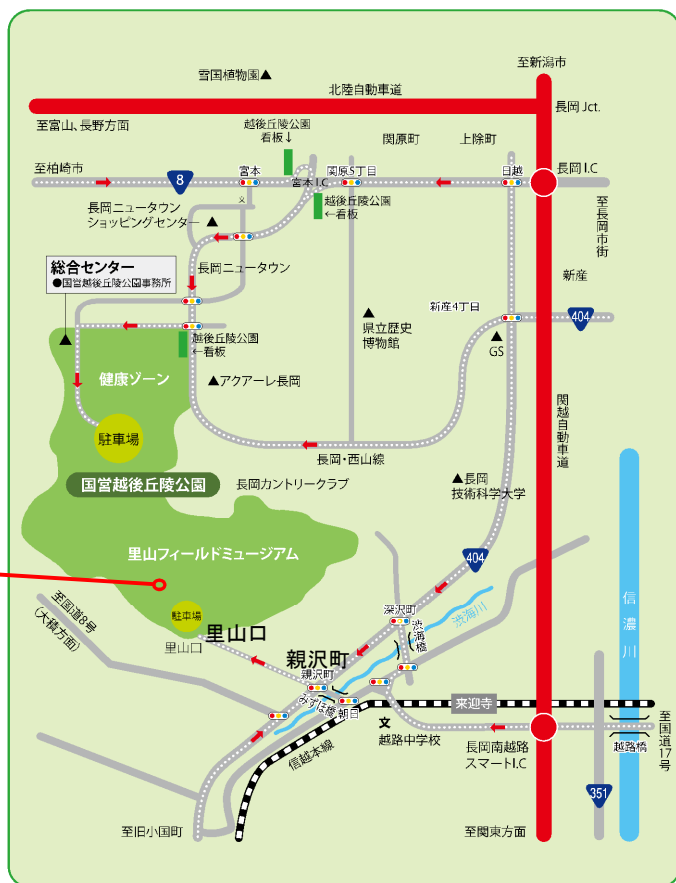 至新潟市
雪国植物園▲
北陸自動車道
長岡 Jct.
至富山、長野方面
越後丘陵公園
看板↓
関原町
上除町
至柏崎市
8
宮本
宮本 I.C
関原5丁目
日越
長岡 I.C
文
越後丘陵公園
←看板
長岡ニュータウン
ショッピングセンター ▲
至長岡市街
総合センター
●国営越後丘陵公園事務所
長岡ニュータウン
新産
新産4丁目
404
▲
県立歴史
博物館
▲
GS
越後丘陵公園
←看板
▲
健康ゾーン
▲アクアーレ長岡
関越自動車道
駐車場
長岡・西山線
国営越後丘陵公園
長岡カントリークラブ
▲長岡
技術科学大学
里山フィールドミュージアム
404
至国道8号
(大積方面)
駐車場
里山口
里山口
深沢町
渋海橋
渋海川
信濃川
親沢町
親沢町
みずほ橋
朝日
来迎寺
文
越路中学校
長岡南越路
スマートI.C
越路橋
至国道17号
信越本線
351
至旧小国町
至関東方面